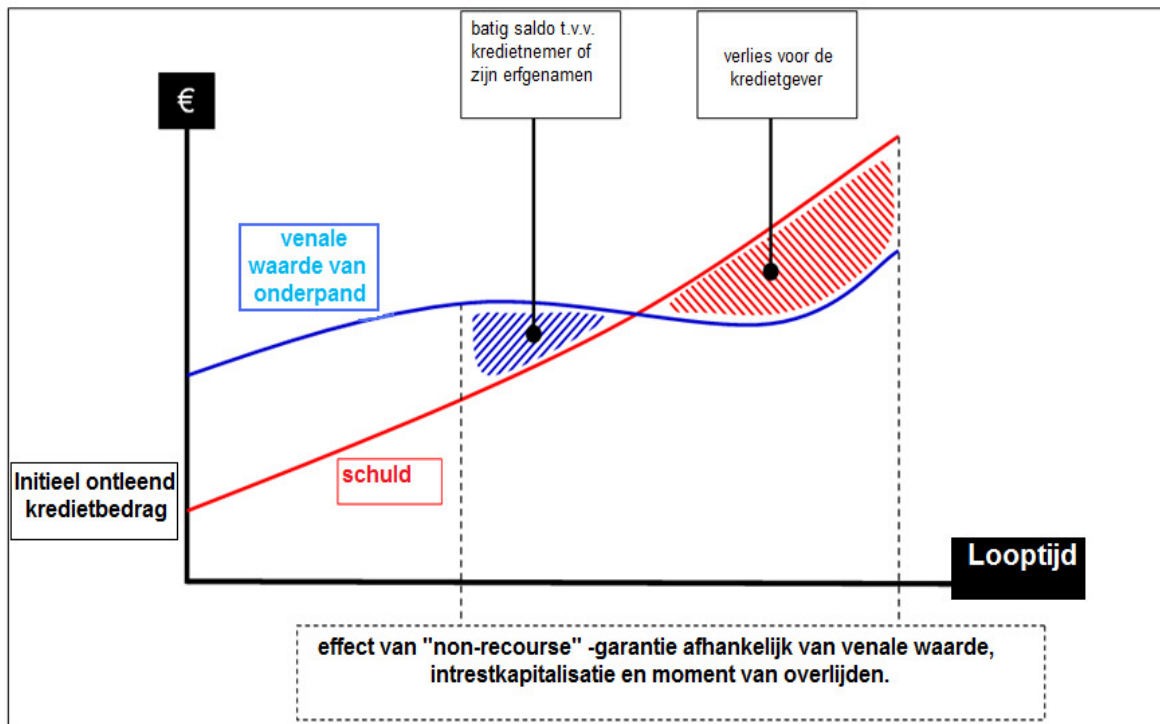 batig saldo t.v.v.
kredietnemer of
zijn erfgenamen
verlies voor de
kredietgever
€
venale
waarde van
onderpand
schuld
Initieel ontleend
kredietbedrag
Looptijd
effect van "non-recourse" -garantie afhankelijk van venale waarde,
intrestkapitalisatie en moment van overlijden.